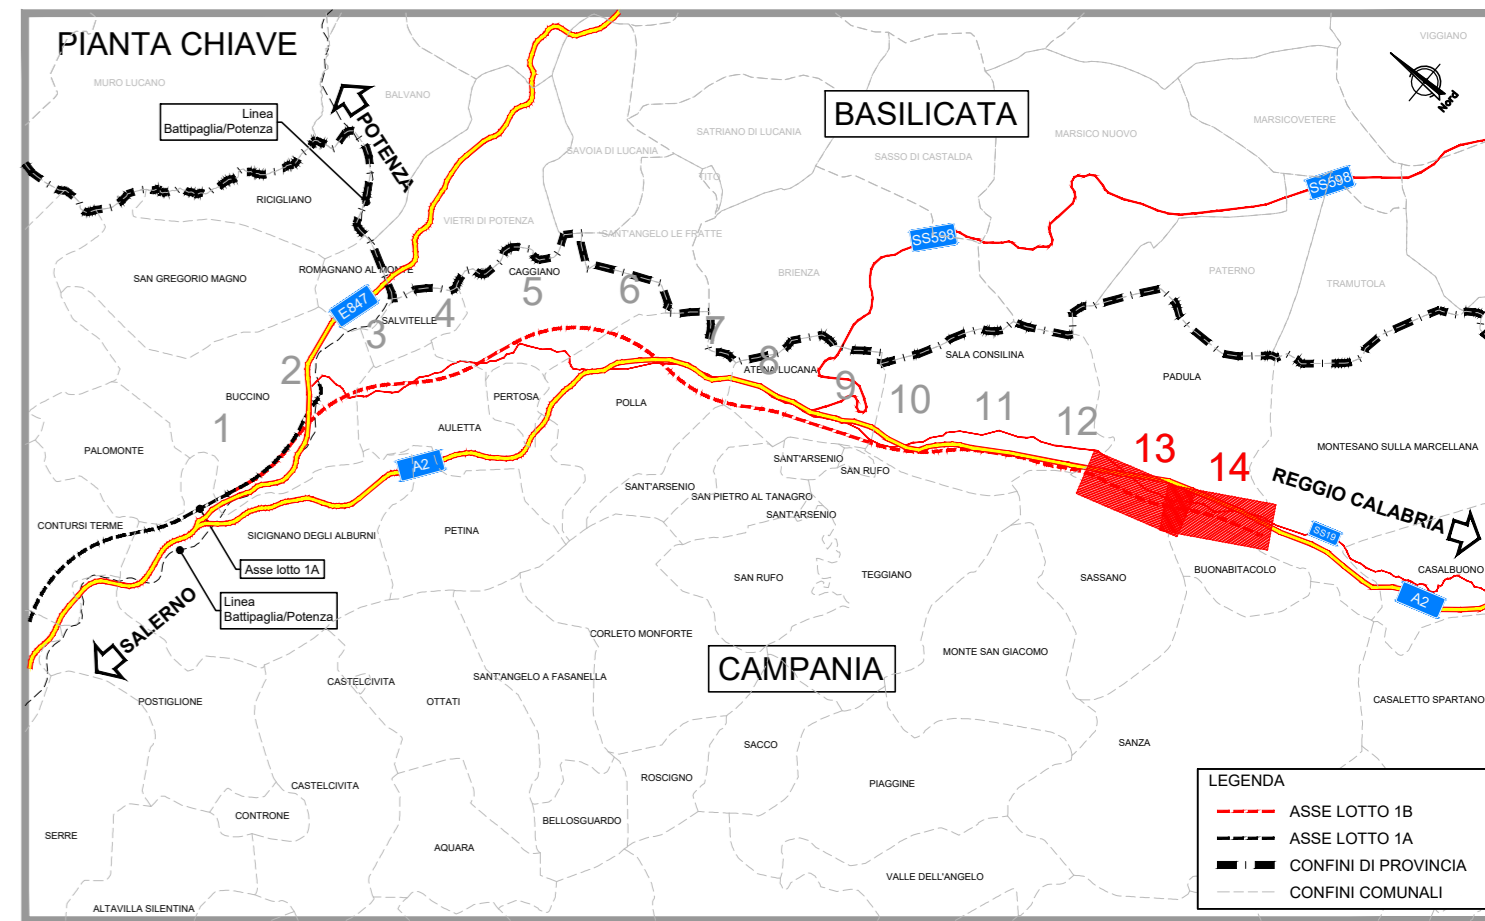 PIANTA CHIAVE
VIGGIANO
MURO LUCANO
BALVANO
Linea
Battipaglia/Potenza
POTENZA
BASILICATA
Nord
MARSICOVETERE
SATRIANO DI LUCANIA
MARSICO NUOVO
SAVOIA DI LUCANIA
SASSO DI CASTALDA
TITO
SS598
RICIGLIANO
VIETRI DI POTENZA
SANT'ANGELO LE FRATTE
SS598
SAN GREGORIO MAGNO
ROMAGNANO AL MONTE
CAGGIANO
BRIENZA
PATERNO
TRAMUTOLA
E847
SALVITELLE
1
2
3
4
5
6
7
8
9
10
11
12
13
14
ATENA LUCANA
SALA CONSILINA
PADULA
BUCCINO
PERTOSA
POLLA
AULETTA
PALOMONTE
MONTESANO SULLA MARCELLANA
A2
SANT'ARSENIO
SAN RUFO
SANT'ARSENIO
SAN PIETRO AL TANAGRO
SANT'ARSENIO
REGGIO CALABRIA
CONTURSI TERME
SICIGNANO DEGLI ALBURNI
PETINA
SS19
Asse lotto 1A
SAN RUFO
TEGGIANO
SASSANO
BUONABITACOLO
CASALBUONO
A2
Linea
Battipaglia/Potenza
SALERNO
CORLETO MONFORTE
MONTE SAN GIACOMO
CAMPANIA
CASTELCIVITA
SANT'ANGELO A FASANELLA
POSTIGLIONE
OTTATI
CASALETTO SPARTANO
SACCO
SANZA
ROSCIGNO
PIAGGINE
CASTELCIVITA
CONTRONE
BELLOSGUARDO
SERRE
AQUARA
VALLE DELL'ANGELO
ALTAVILLA SILENTINA
LEGENDA
ASSE LOTTO 1B
ASSE LOTTO 1A
CONFINI DI PROVINCIA
CONFINI COMUNALI